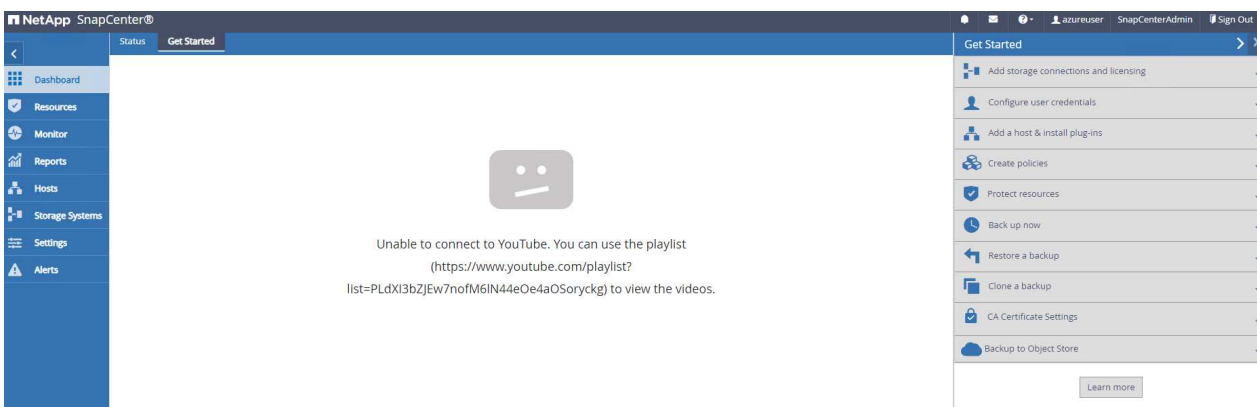 NetApp SnapCenter®
azureuser SnapCenterAdmin Sign Out
Status Get Started
Dashboard
Resources
Monitor
Reports
Hosts
Storage Systems
Settings
Alerts
Unable to connect to YouTube. You can use the playlist
(https://www.youtube.com/playlist?
list=PLdXI3bZJEw7nofM6lN44eOe4aOSoryckg) to view the videos.
Get Started
Add storage connections and licensing
Configure user credentials
Add a host & install plug-ins
Create policies
Protect resources
Back up now
Restore a backup
Clone a backup
CA Certificate Settings
Backup to Object Store
Learn more